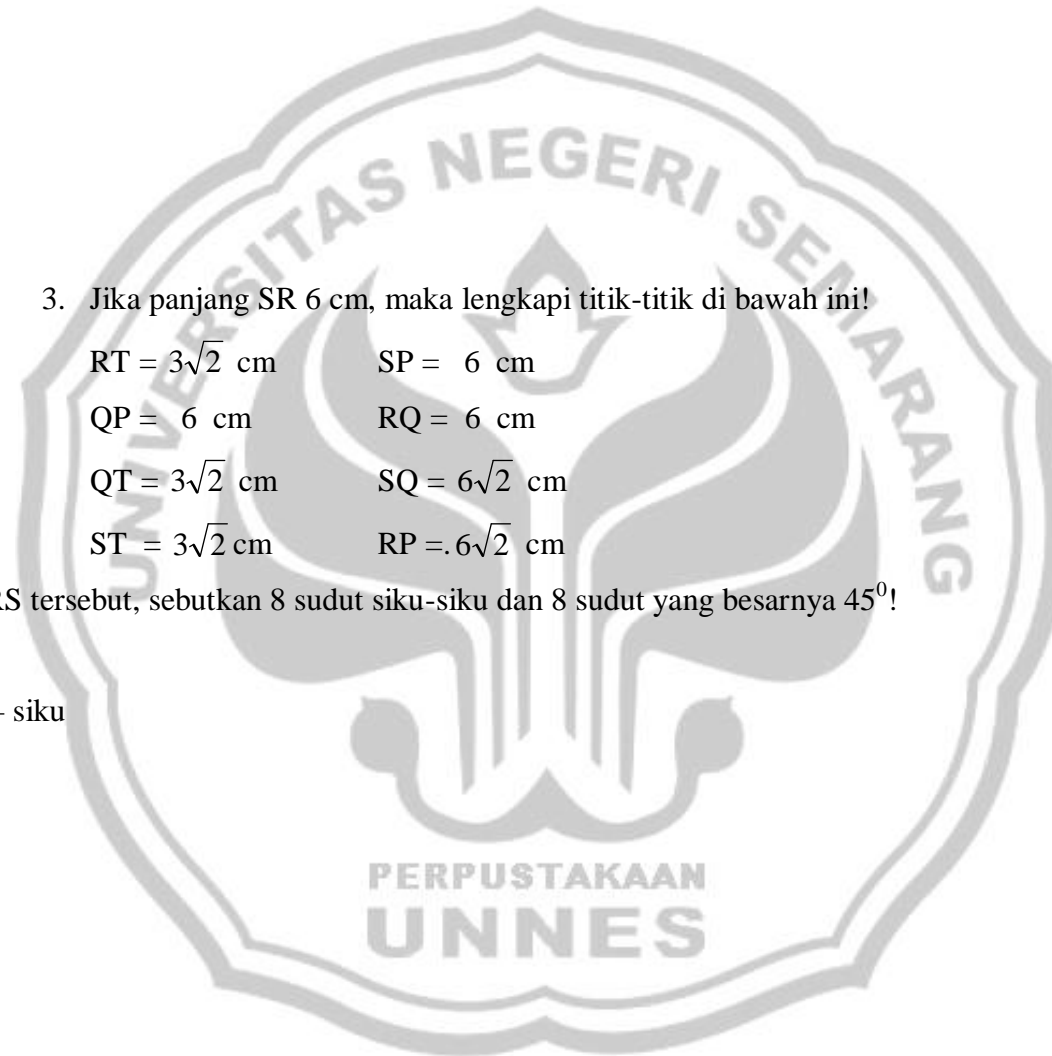 UNIVERSITAS NEGERI SEMARANG
3. Jika panjang SR 6 cm, maka lengkapi titik-titik di bawah ini!
RT = 3√2 cm SP = 6 cm
QP = 6 cm RQ = 6 cm
QT = 3√2 cm SQ = 6√2 cm
ST = 3√2 cm RP =. 6√2 cm
RS tersebut, sebutkan 8 sudut siku-siku dan 8 sudut yang besarnya 45⁰!
- siku
PERPUSTAKAAN
UNNES